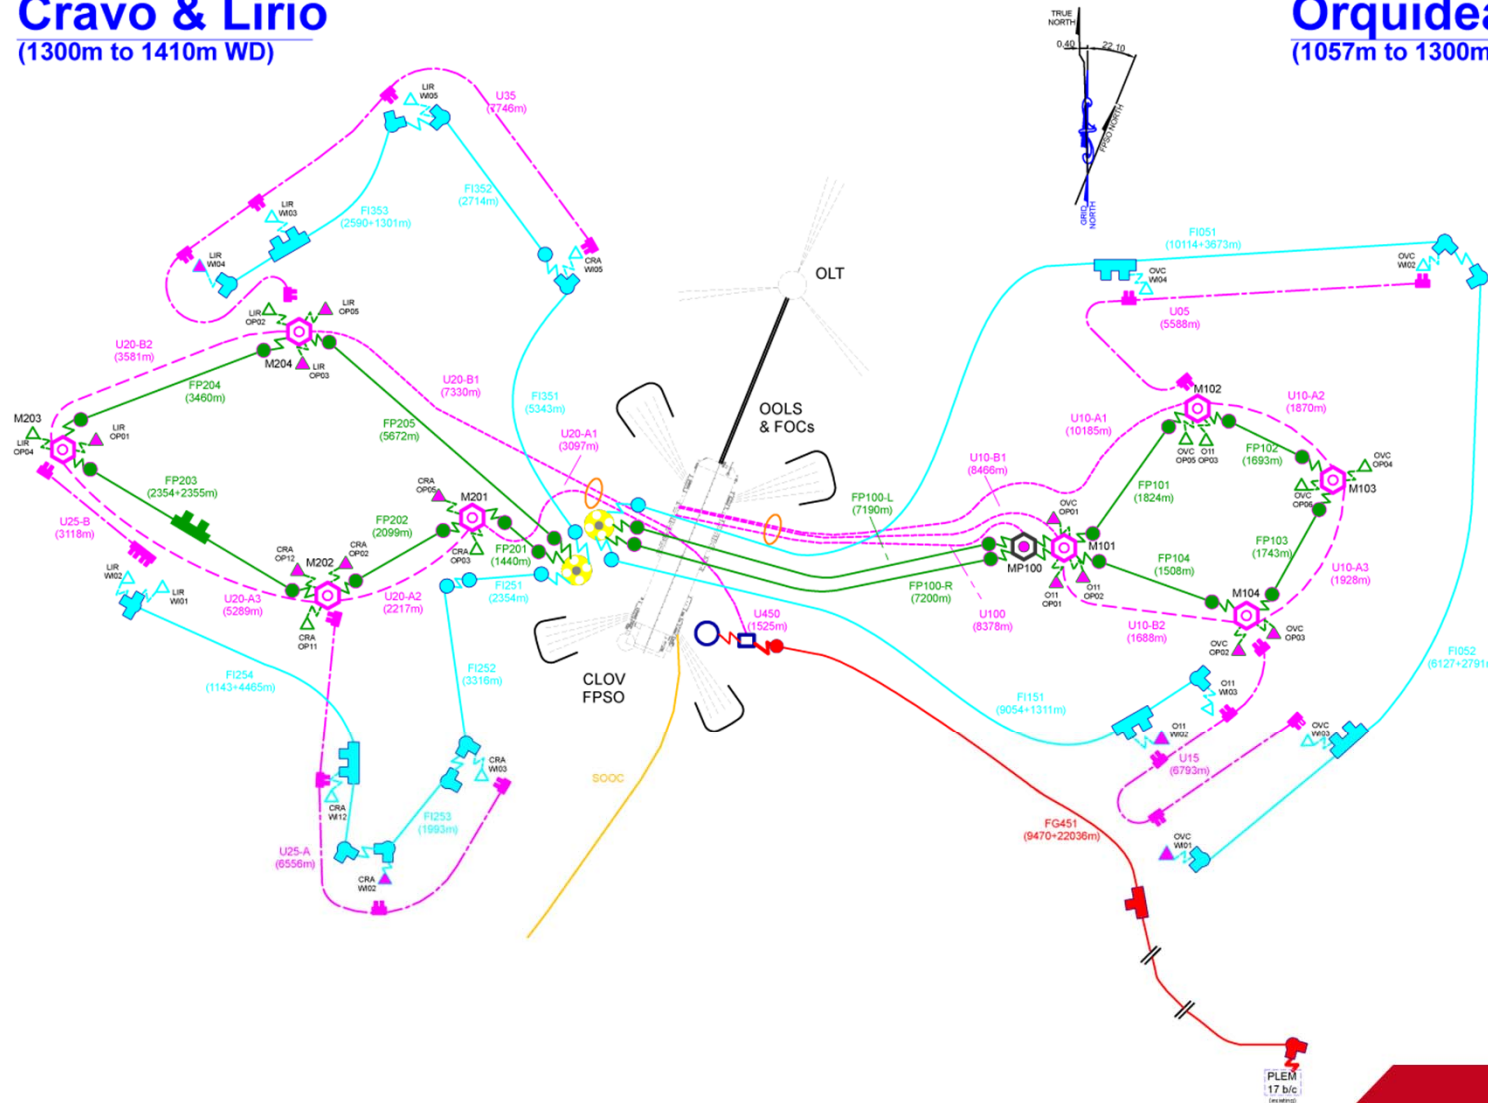 Cravo & Lirio
(1300m to 1410m WD)
TRUE
NORTH
0.40
22.10
FPSO NORTH
GRID
NORTH
Orquidea
(1057m to 1300m
U35
(7746m)
LIR
WI05
FI352
(2714m)
FI353
(2590+1301m)
LIR
WI03
LIR
WI04
CRA
WI05
OLT
FI051
(10114+3673m)
OVC
WI04
OVC
WI02
U05
(5588m)
LIR
OP02
LIR
OP05
M204
LIR
OP03
U20-B2
(3581m)
FP204
(3460m)
U20-B1
(7330m)
FI351
(5343m)
FP205
(5672m)
U20-A1
(3097m)
OOLS
& FOCs
M203
LIR
OP04
LIR
OP01
FP203
(2354+2355m)
U25-B
(3118m)
CRA
OP05
M201
FP202
(2099m)
CRA
OP03
FP201
(1440m)
FI251
(2354m)
CRA
OP12
M202
CRA
OP02
CRA
OP11
U20-A3
(5289m)
U20-A2
(2217m)
LIR
WI02
LIR
WI01
FI254
(1143+4465m)
FI252
(3316m)
CRA
WI03
CRA
WI12
FI253
(1993m)
U25-A
(6556m)
CRA
WI02
CLOV
FPSO
SOOC
U450
(1525m)
U10-A1
(10185m)
U10-B1
(8466m)
FP100-L
(7190m)
FP100-R
(7200m)
U100
(8378m)
MP100
OVC
OP01
M101
O11
OP01
O11
OP02
M102
OVC
OP05
O11
OP03
U10-A2
(1870m)
FP102
(1693m)
FP101
(1824m)
OVC
OP04
OVC
OP06
M103
FP103
(1743m)
U10-A3
(1928m)
FP104
(1508m)
M104
U10-B2
(1688m)
OVC
OP02
OVC
OP03
FI052
(6127+2791m
FI151
(9054+1311m)
O11
WI03
O11
WI02
U15
(6793m)
OVC
WI03
OVC
WI01
FG451
(9470+22036m)
PLEM
17 b/c
(existing)